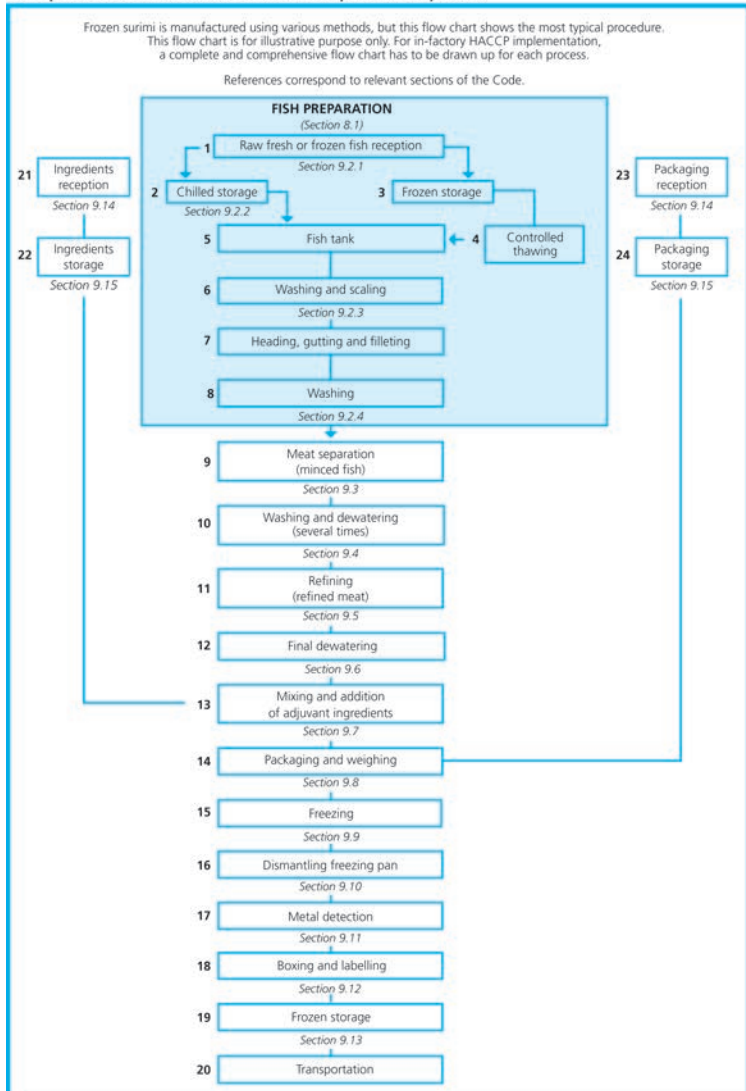 Frozen surimi is manufactured using various methods, but this flow chart shows the most typical procedure.
This flow chart is for illustrative purpose only. For in-factory HACCP implementation,
a complete and comprehensive flow chart has to be drawn up for each process.
References correspond to relevant sections of the Code.
FISH PREPARATION
(Section 8.1)
1 Raw fresh or frozen fish reception
Section 9.2.1
21 Ingredients
reception
Section 9.14
23 Packaging
reception
Section 9.14
2 Chilled storage
Section 9.2.2
3 Frozen storage
22 Ingredients
storage
Section 9.15
5 Fish tank
4 Controlled
thawing
24 Packaging
storage
Section 9.15
6 Washing and scaling
Section 9.2.3
7 Heading, gutting and filleting
8 Washing
Section 9.2.4
9 Meat separation
(minced fish)
Section 9.3
10 Washing and dewatering
(several times)
Section 9.4
11 Refining
(refined meat)
Section 9.5
12 Final dewatering
Section 9.6
13 Mixing and addition
of adjuvant ingredients
Section 9.7
14 Packaging and weighing
Section 9.8
15 Freezing
Section 9.9
16 Dismantling freezing pan
Section 9.10
17 Metal detection
Section 9.11
18 Boxing and labelling
Section 9.12
19 Frozen storage
Section 9.13
20 Transportation